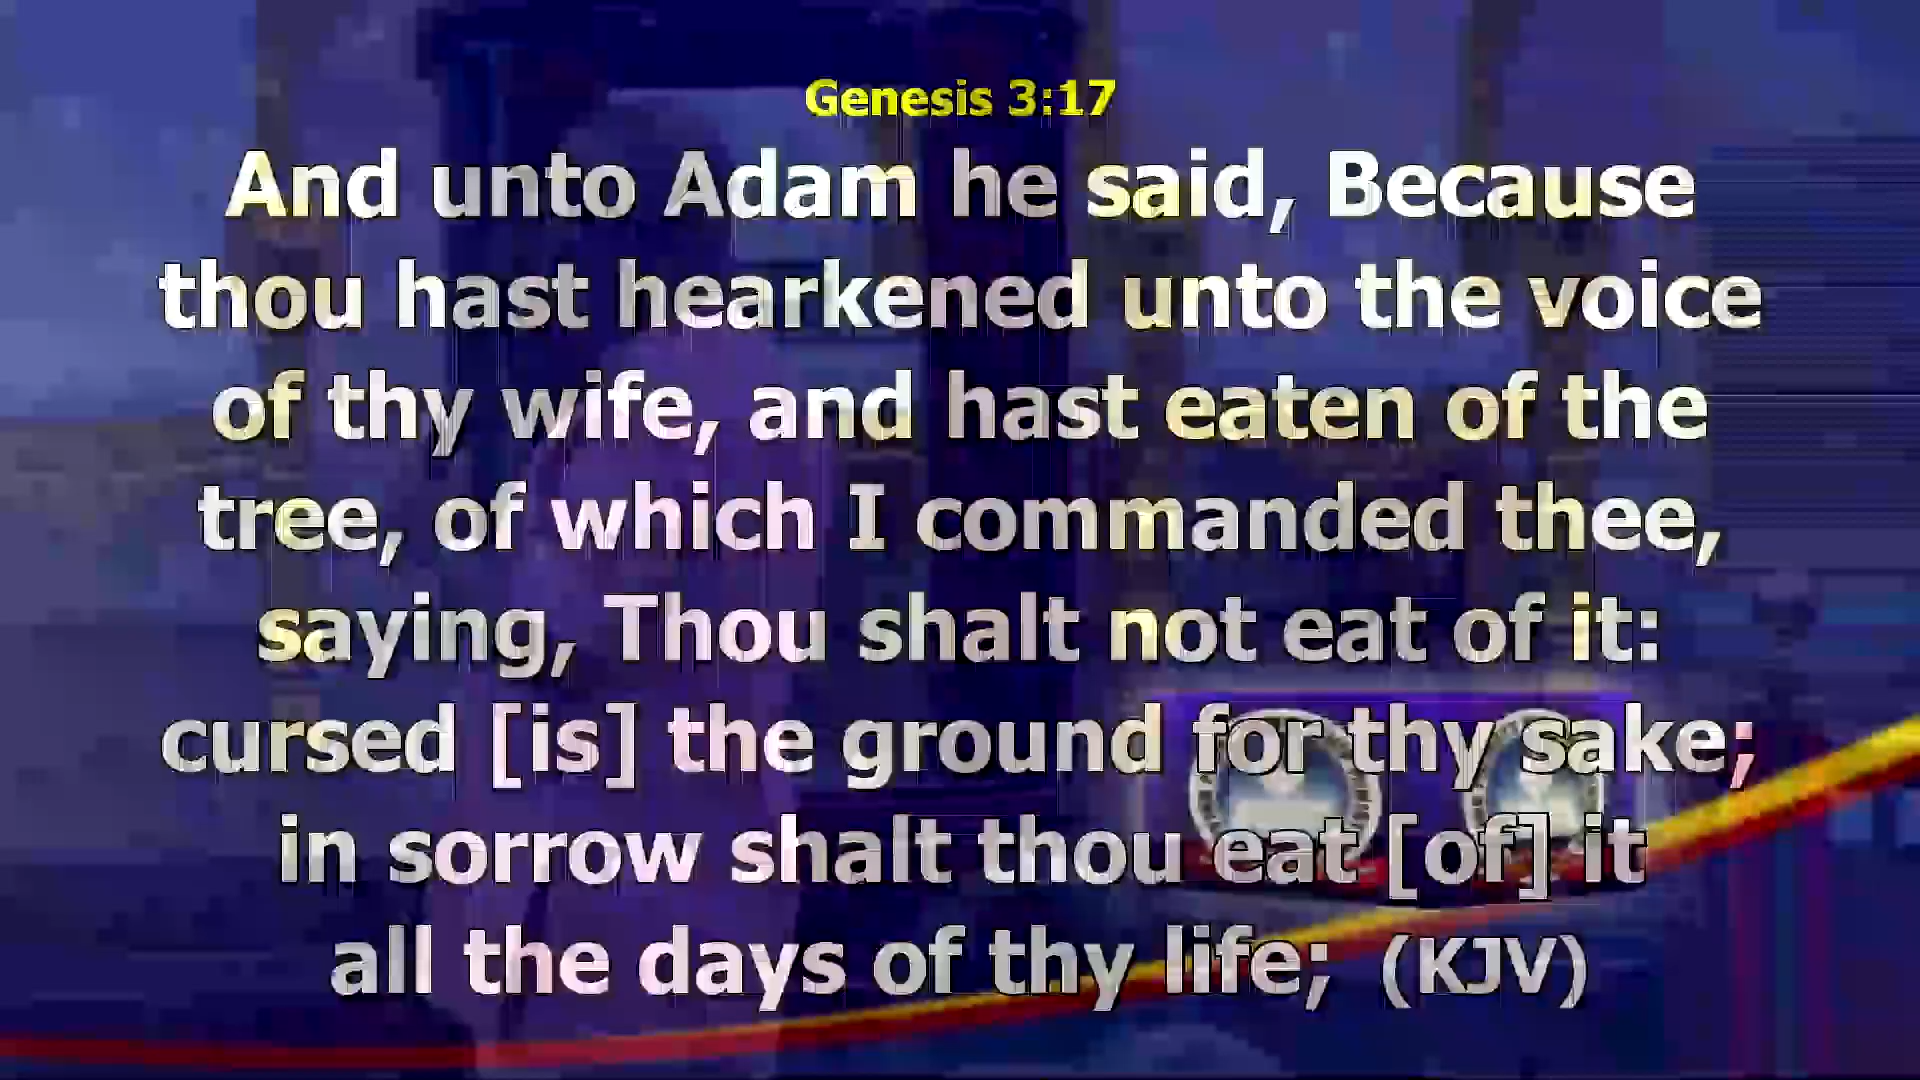 Genesis 3:17
And unto Adam he said, Because
thou hast hearkened unto the voice
of thy wife, and hast eaten of the
tree, of which I commanded thee,
saying, Thou shalt not eat of it:
cursed [is] the ground for thy sake;
in sorrow shalt thou eat [of] it
all the days of thy life; (KJV)